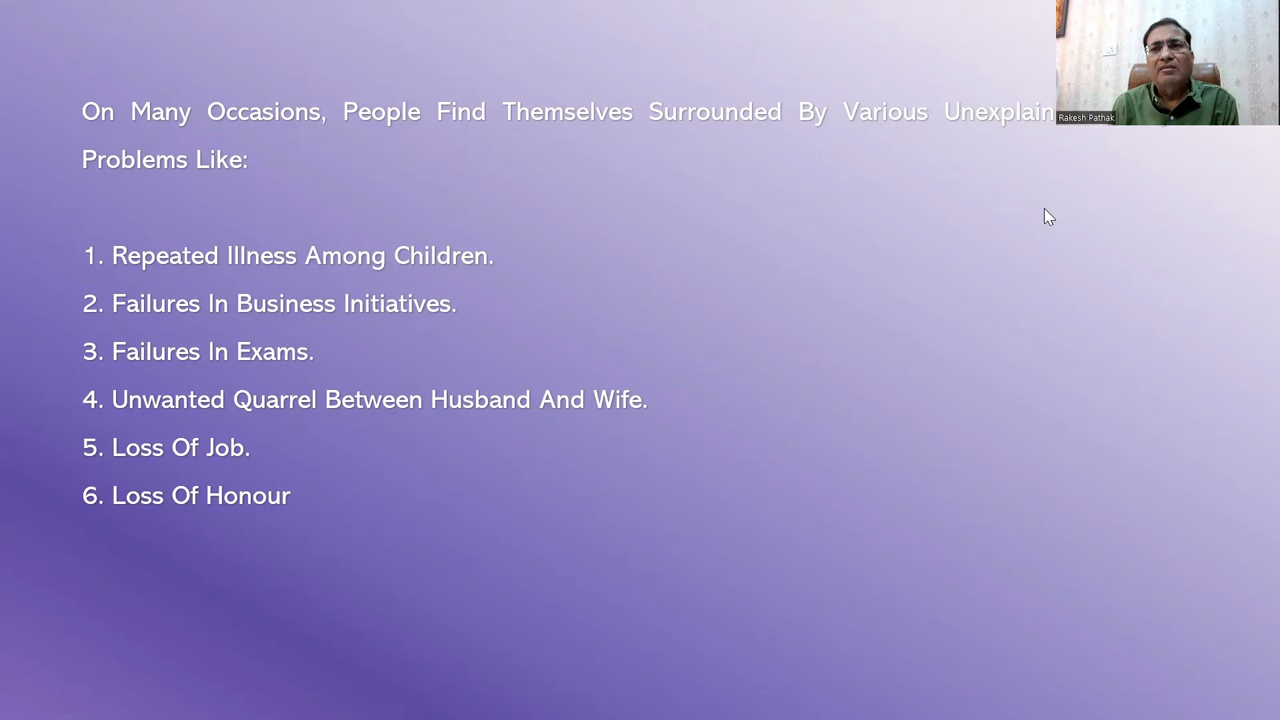 On Many Occasions, People Find Themselves Surrounded By Various Unexplain
Problems Like:
1. Repeated Illness Among Children.
2. Failures In Business Initiatives.
3. Failures In Exams.
4. Unwanted Quarrel Between Husband And Wife.
5. Loss Of Job.
6. Loss Of Honour
Rakesh Pathak